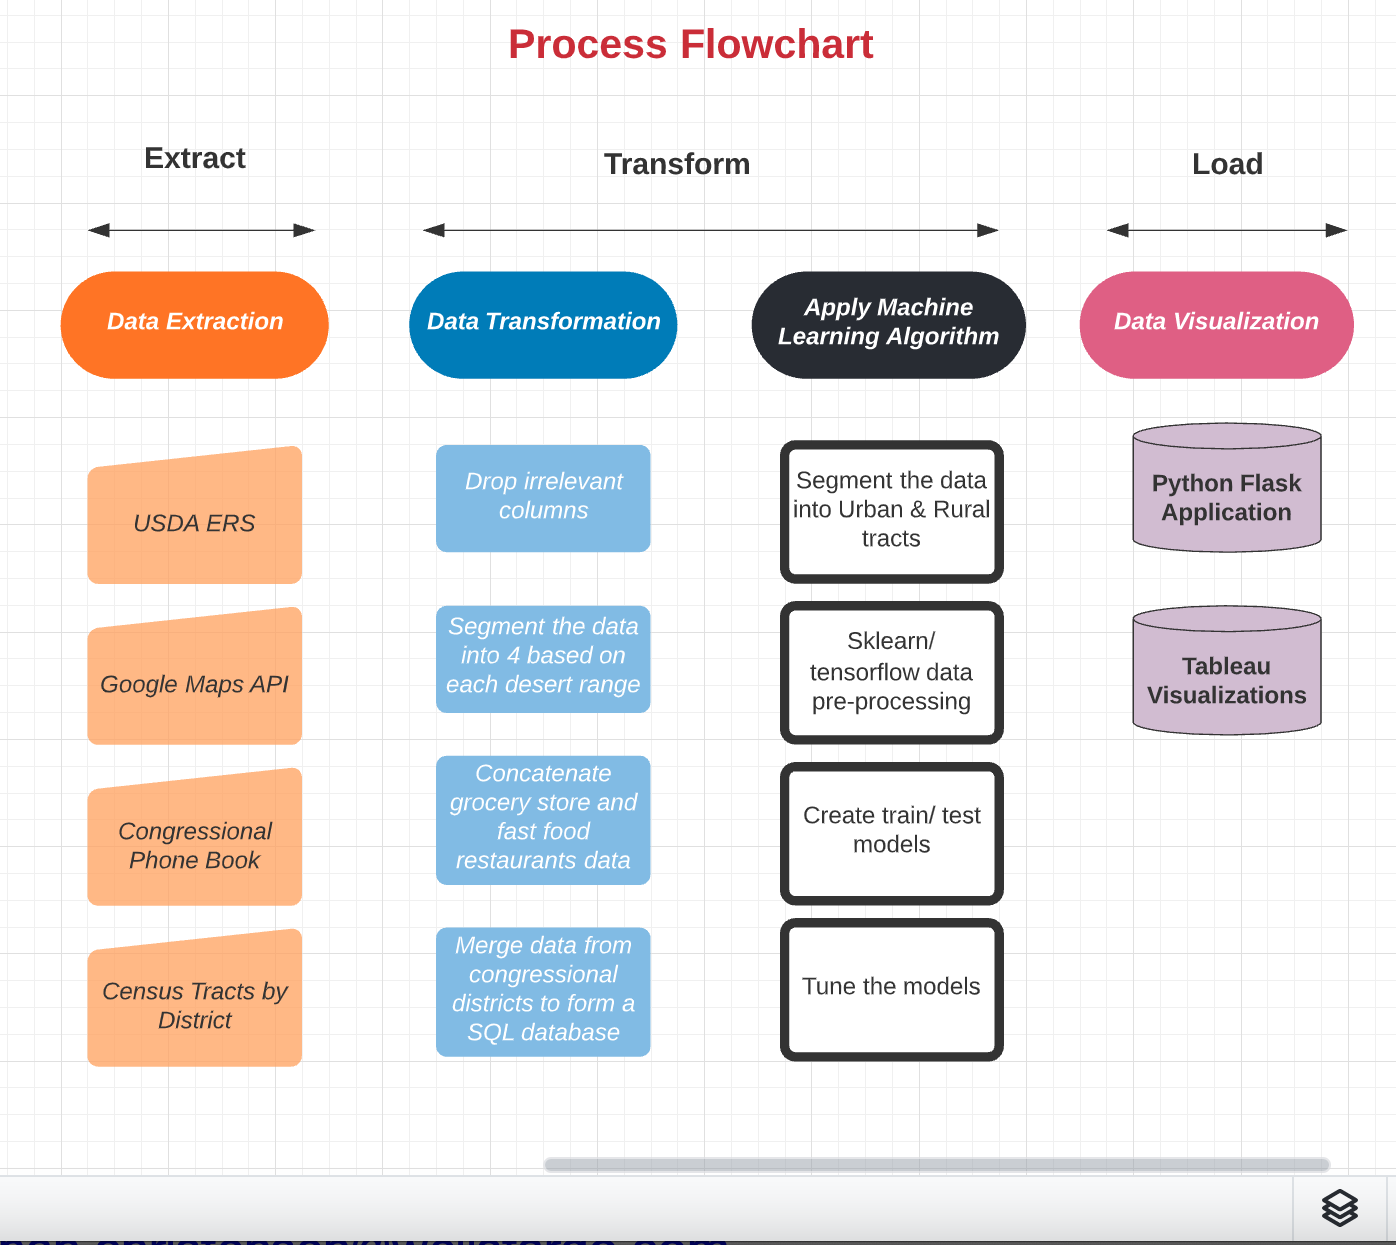 Process Flowchart
Extract
Transform
Load
Data Extraction
Data Transformation
Apply Machine
Learning Algorithm
Data Visualization
USDA ERS
Google Maps API
Congressional
Phone Book
Census Tracts by
District
Drop irrelevant
columns
Segment the data
into 4 based on
each desert range
Concatenate
grocery store and
fast food
restaurants data
Merge data from
congressional
districts to form a
SQL database
Segment the data
into Urban & Rural
tracts
Sklearn/
tensorflow data
pre-processing
Create train/ test
models
Tune the models
Python Flask
Application
Tableau
Visualizations